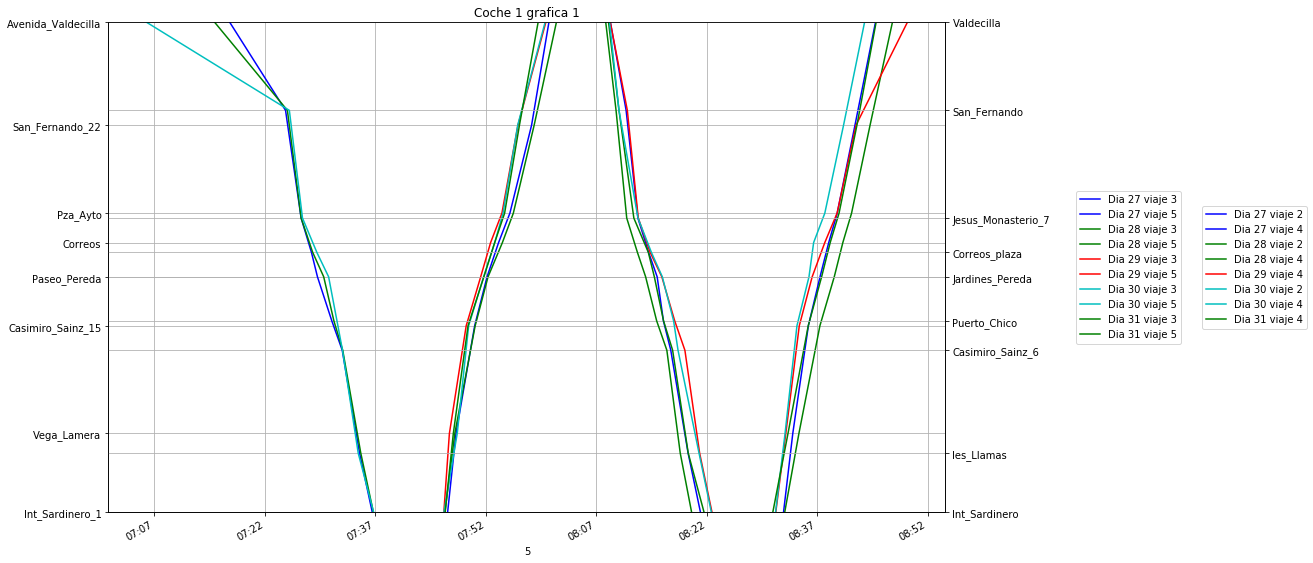 Coche 1 grafica 1
Avenida_Valdecilla
San_Fernando_22
Pza_Ayto
Correos
Paseo_Pereda
Casimiro_Sainz_15
Vega_Lamera
Int_Sardinero_1
Valdecilla
San_Fernando
Jesus_Monasterio_7
Correos_plaza
Jardines_Pereda
Puerto_Chico
Casimiro_Sainz_6
Ies_Llamas
Int_Sardinero
07:07
07:22
07:37
07:52
08:07
08:22
08:37
08:52
5
Dia 27 viaje 3
Dia 27 viaje 5
Dia 28 viaje 3
Dia 28 viaje 5
Dia 29 viaje 3
Dia 29 viaje 5
Dia 30 viaje 3
Dia 30 viaje 5
Dia 31 viaje 3
Dia 31 viaje 5
Dia 27 viaje 2
Dia 27 viaje 4
Dia 28 viaje 2
Dia 28 viaje 4
Dia 29 viaje 4
Dia 30 viaje 2
Dia 30 viaje 4
Dia 31 viaje 4